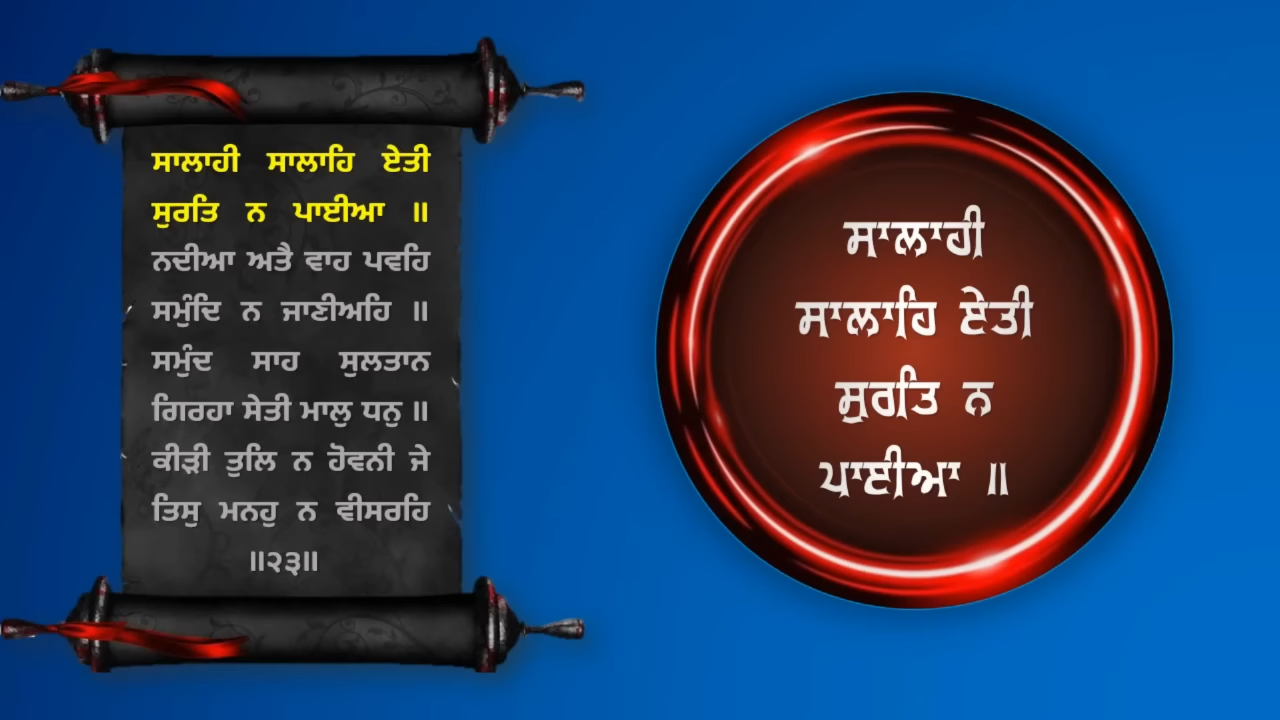 ਸਾਲਾਹੀ ਸਾਲਾਹਿ ਏਤੀ
ਸੁਰਤਿ ਨ ਪਾਈਆ ॥
ਨਦੀਆ ਅਤੈ ਵਾਹ ਪਵਹਿ
ਸਮੁੰਦਿ ਨ ਜਾਣੀਅਹਿ ॥
ਸਮੁੰਦ ਸਾਹ ਸੁਲਤਾਨ
ਗਿਰਹਾ ਸੇਤੀ ਮਾਲੁ ਧਨੁ ॥
ਕੀੜੀ ਤੁਲਿ ਨ ਹੋਵਨੀ ਜੇ
ਤਿਸੁ ਮਨਹੁ ਨ ਵੀਸਰਹਿ
॥੨੩॥
ਸਾਲਾਹੀ
ਸਾਲਾਹਿ ਏਤੀ
ਸੁਰਤਿ ਨ
ਪਾਈਆ ॥